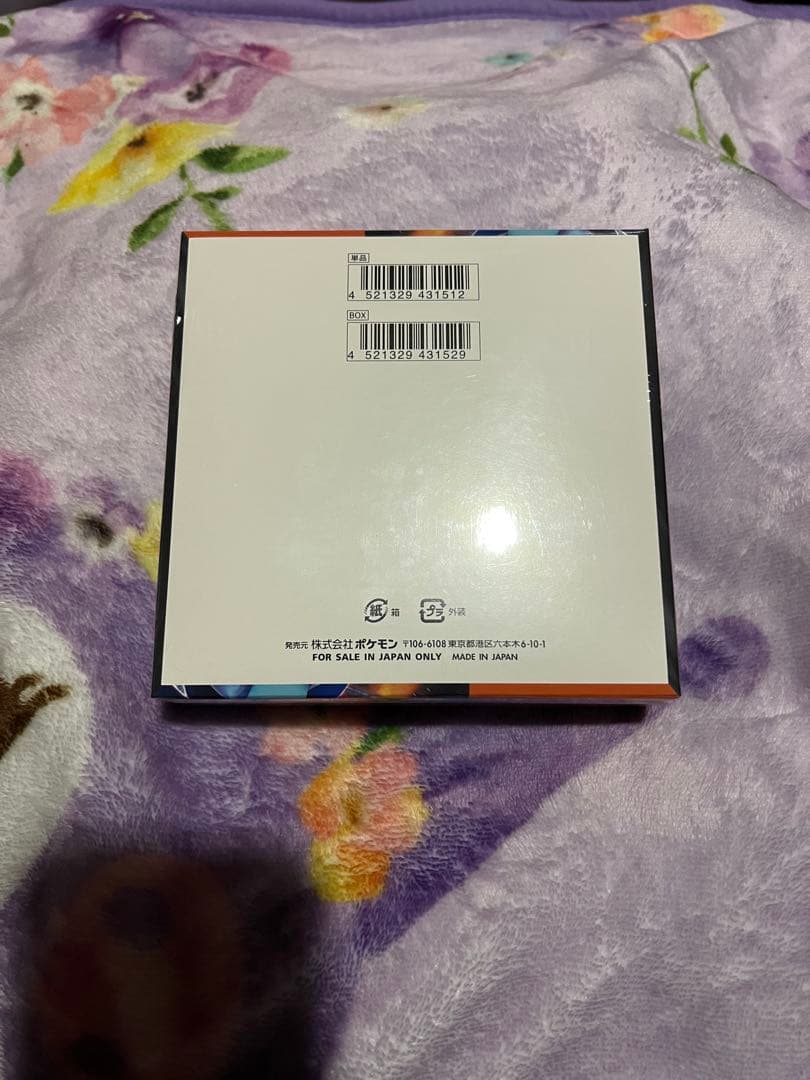 単品
4 521329 431512
BOX
4 521329 431529
紙 箱 プラ 外装
発売元 株式会社 ポケモン 〒106-6108 東京都港区六本木6-10-1
FOR SALE IN JAPAN ONLY MADE IN JAPAN